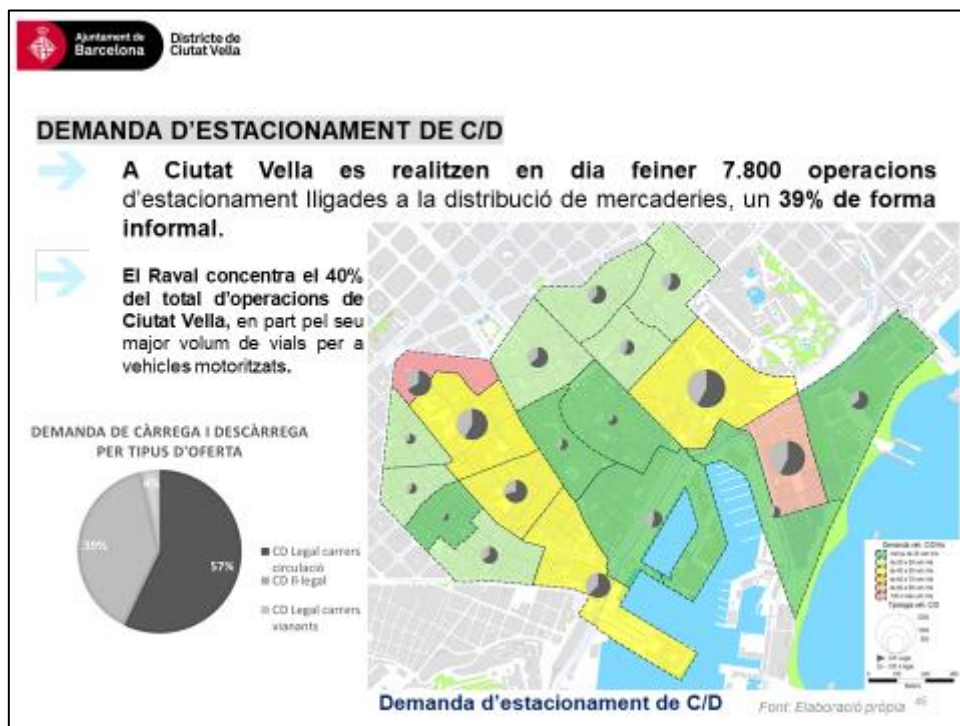 Ajuntament de
Barcelona
Districte de
Ciutat Vella
DEMANDA D'ESTACIONAMENT DE C/D
A Ciutat Vella es realitzen en dia feiner 7.800 operacions
d'estacionament lligades a la distribució de mercaderies, un 39% de forma
informal.
El Raval concentra el 40%
del total d'operacions de
Ciutat Vella, en part pel seu
major volum de vials per a
vehicles motoritzats.
DEMANDA DE CÀRREGA I DESCÀRREGA
PER TIPUS D'OFERTA
4%
39%
57%
CD Legal carrers
circulació
CD Il·legal
CD Legal carrers
vianants
Demanda d'estacionament de C/D
Font: Elaboració pròpia